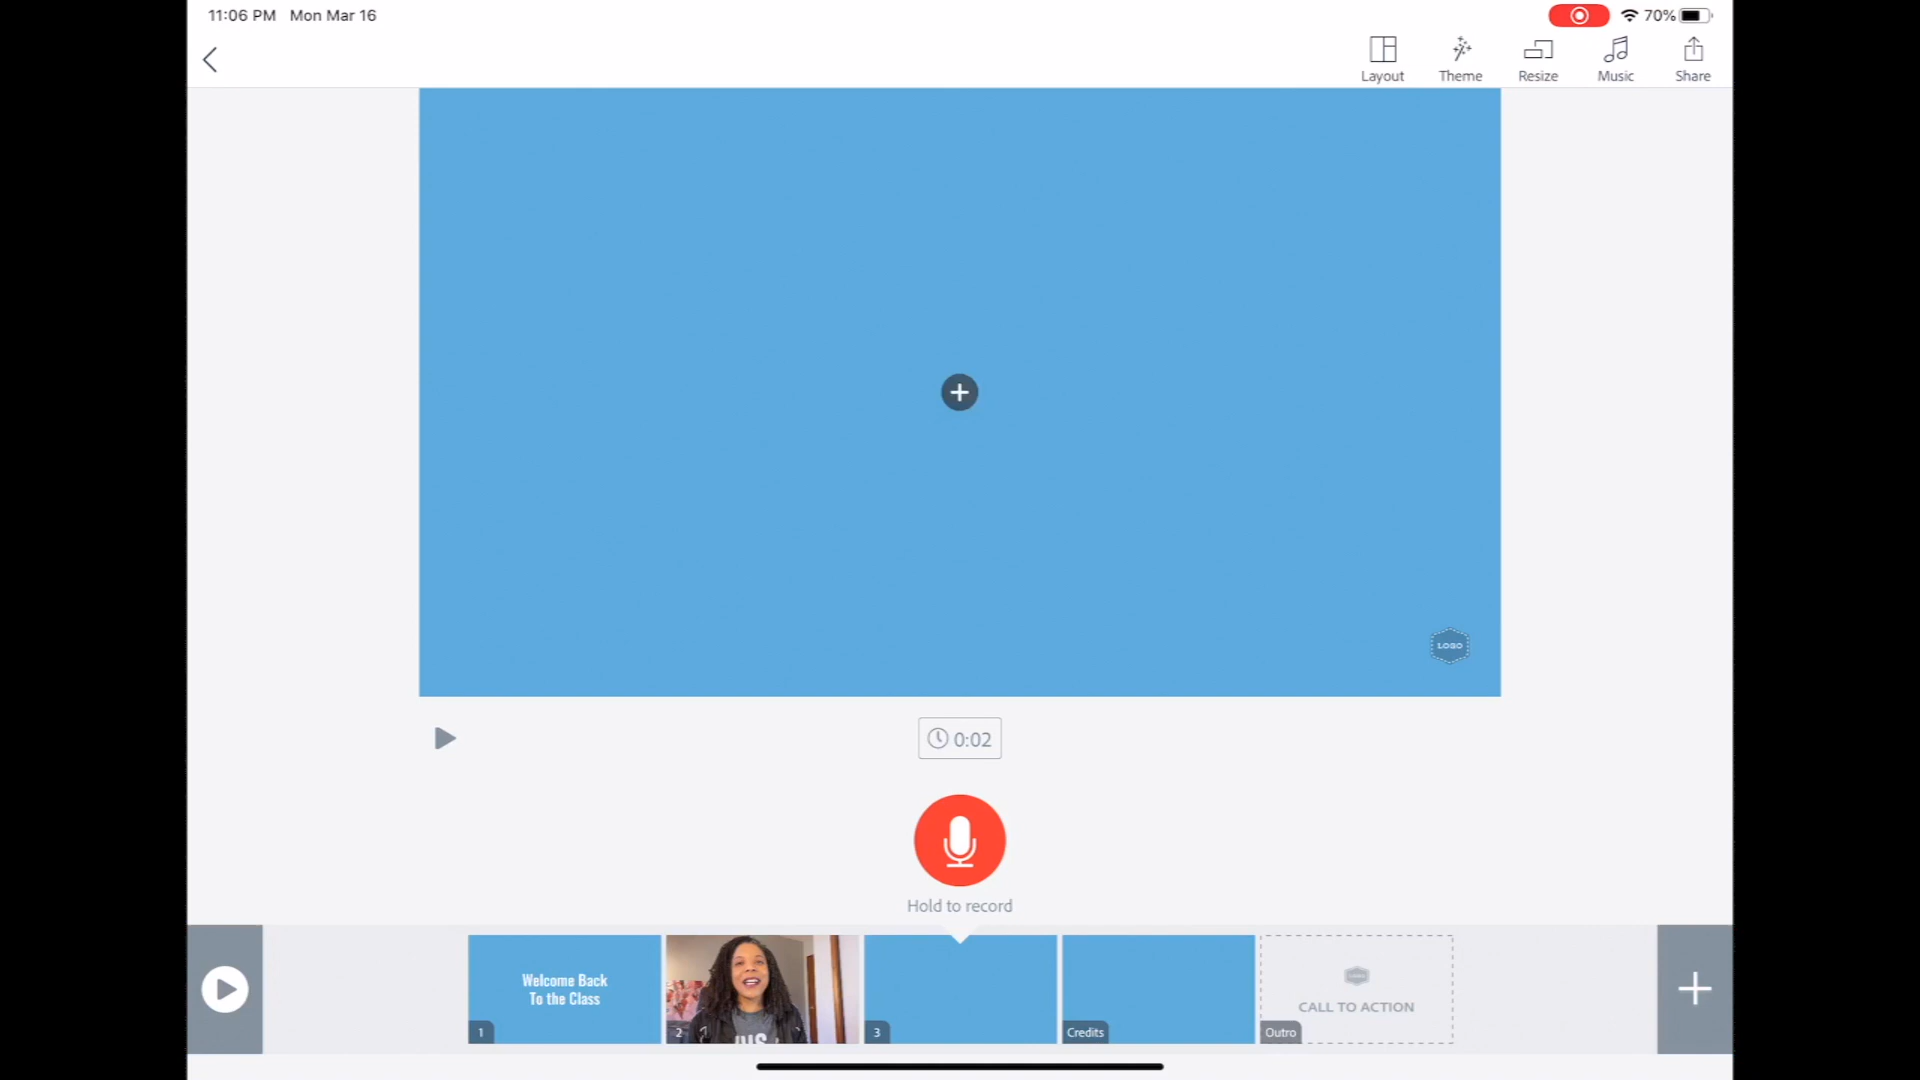 11:06 PM Mon Mar 16
70%
Layout
Theme
Resize
Music
Share
LOGO
0:02
Hold to record
Welcome Back
To the Class
1
2
3
Credits
CALL TO ACTION
Outro